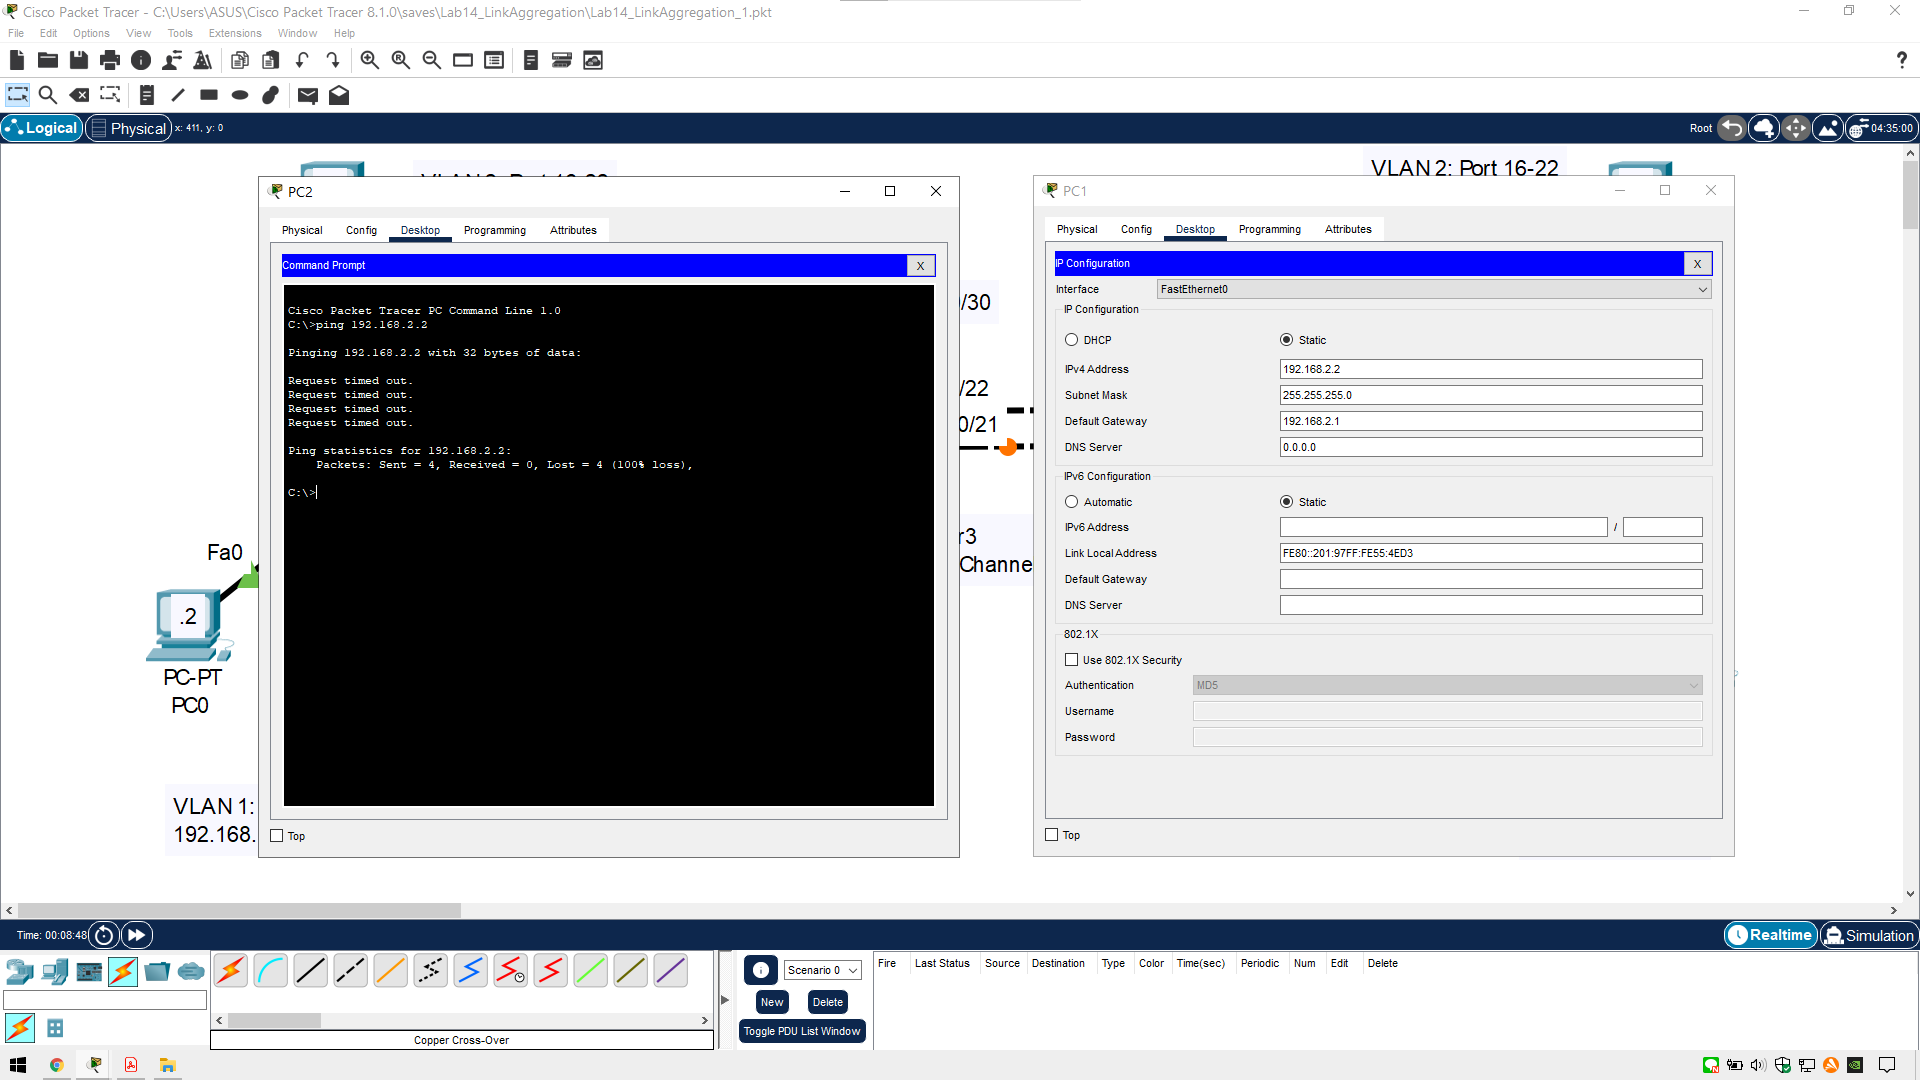 Cisco Packet Tracer - C:\Users\ASUS\Cisco Packet Tracer 8.1.0\saves\Lab14_LinkAggregation\Lab14_LinkAggregation_1.pkt
File Edit Options View Tools Extensions Window Help
Logical Physical x: 411, y: 0
Root 04:35:00
VLAN 2: Port 16-22
PC2
Physical Config Desktop Programming Attributes
Command Prompt X
Cisco Packet Tracer PC Command Line 1.0
C:\>ping 192.168.2.2
Pinging 192.168.2.2 with 32 bytes of data:
Request timed out.
Request timed out.
Request timed out.
Request timed out.
Ping statistics for 192.168.2.2:
Packets: Sent = 4, Received = 0, Lost = 4 (100% loss),
C:\>
Top
/30
/22
0/21
r3
Channe
Fa0
.2
PC-PT
PC0
VLAN 1:
192.168.
PC1
Physical Config Desktop Programming Attributes
IP Configuration X
Interface FastEthernet0
IP Configuration
DHCP Static
IPv4 Address 192.168.2.2
Subnet Mask 255.255.255.0
Default Gateway 192.168.2.1
DNS Server 0.0.0.0
IPv6 Configuration
Automatic Static
IPv6 Address /
Link Local Address FE80::201:97FF:FE55:4ED3
Default Gateway
DNS Server
802.1X
Use 802.1X Security
Authentication MD5
Username
Password
Top
Time: 00:08:48
Realtime Simulation
Scenario 0
New Delete
Toggle PDU List Window
Fire Last Status Source Destination Type Color Time(sec) Periodic Num Edit Delete
Copper Cross-Over